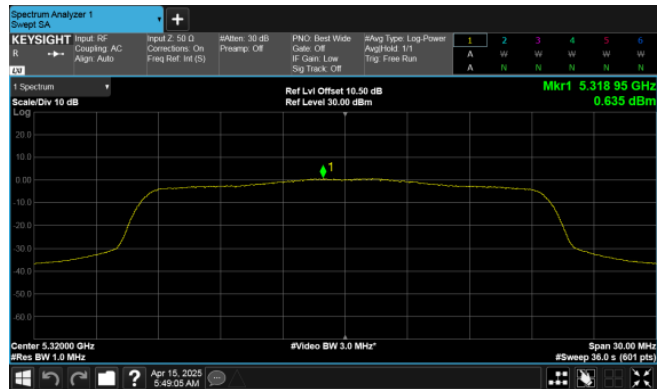 Spectrum Analyzer 1
Swept SA
+
KEYSIGHT
R
LXI
Input: RF
Coupling: AC
Align: Auto
Input Z: 50 Ω
Corrections: On
Freq Ref: Int (S)
#Atten: 30 dB
Preamp: Off
PNO: Best Wide
Gate: Off
IF Gain: Low
Sig Track: Off
#Avg Type: Log-Power
Avg|Hold: 1/1
Trig: Free Run
1 2 3 4 5 6
A W W W W W
A N N N N N
1 Spectrum
Scale/Div 10 dB
Log
Ref Lvl Offset 10.50 dB
Ref Level 30.00 dBm
Mkr1 5.318 95 GHz
0.635 dBm
20.0
10.0
0.00
-10.0
-20.0
-30.0
-40.0
-50.0
-60.0
1
Center 5.32000 GHz
#Res BW 1.0 MHz
#Video BW 3.0 MHz*
Span 30.00 MHz
#Sweep 36.0 s (601 pts)
?
Apr 15, 2025
5:49:05 AM